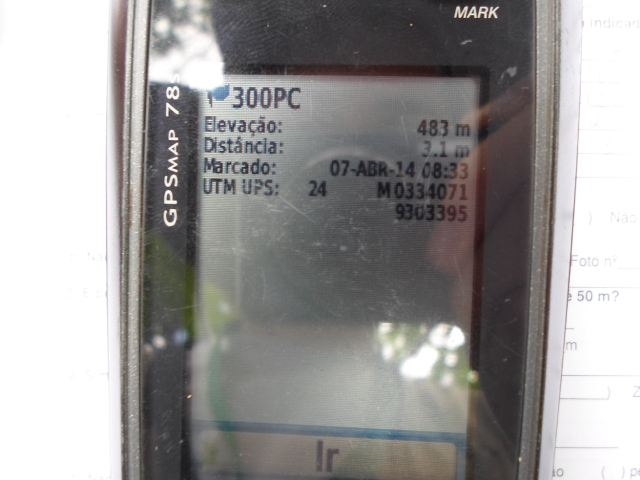 MARK
GPSMAP 78s
300PC
Elevação: 483 m
Distância: 3.1 m
Marcado: 07-ABR-14 08:33
UTM UPS: 24 M 0334071
9303395
Ir
) Não
Foto nº
50 m?
m